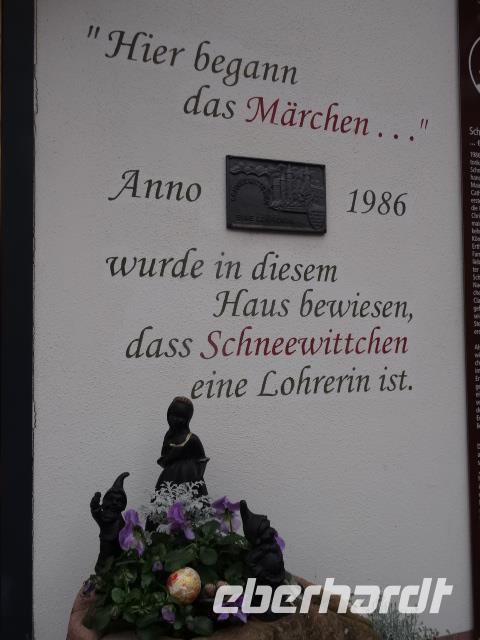 "Hier begann
das Märchen . . ."
Anno
1986
wurde in diesem
Haus bewiesen,
dass Schneewittchen
eine Lohrerin ist.
eberhardt